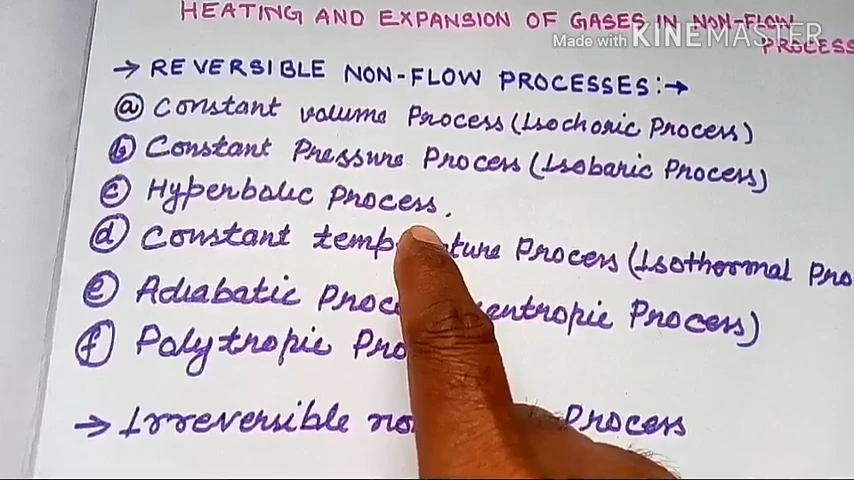 HEATING AND EXPANSION OF GASES IN NON-FLOW
PROCESS
Made with KINEMASTER
→ REVERSIBLE NON-FLOW PROCESSES:→
ⓐ Constant volume Process (Isochoric Process)
ⓑ Constant Pressure Process (Isobaric Process)
ⓒ Hyperbolic Process.
ⓓ Constant temp ture Process (Isothermal Pro
ⓔ Adiabatic Proce entropic Process)
ⓕ Polytropic Pro
→ Irreversible no Process